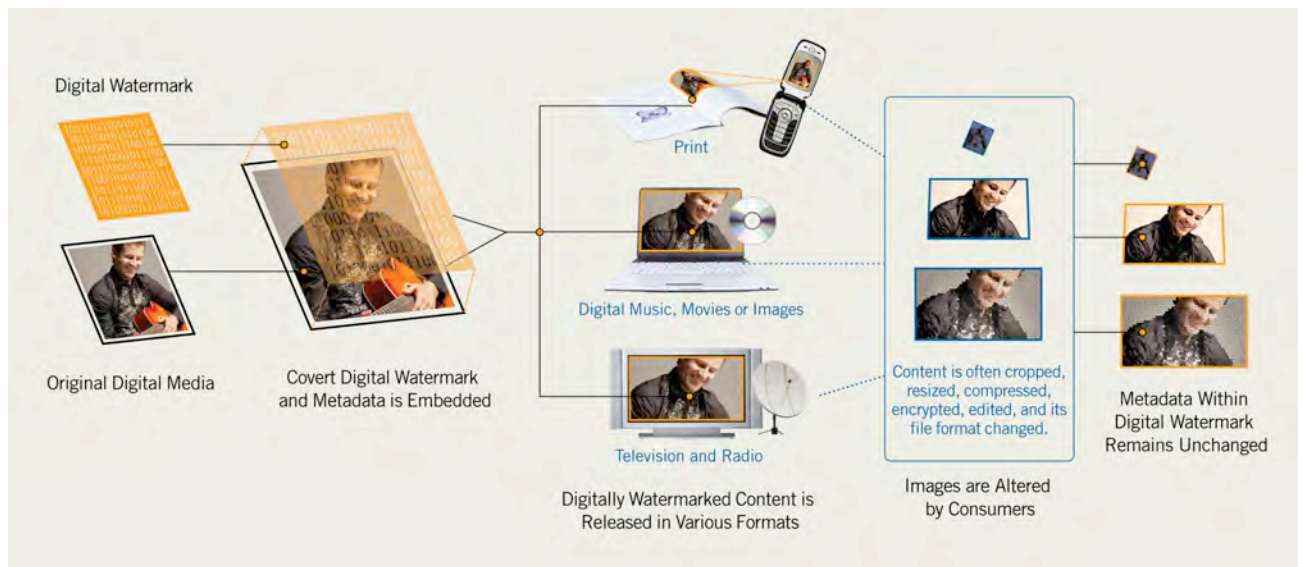 Digital Watermark
Original Digital Media
Covert Digital Watermark
and Metadata is Embedded
Print
Digital Music, Movies or Images
Television and Radio
Digitally Watermarked Content is
Released in Various Formats
Content is often cropped,
resized, compressed,
encrypted, edited, and its
file format changed.
Images are Altered
by Consumers
Metadata Within
Digital Watermark
Remains Unchanged